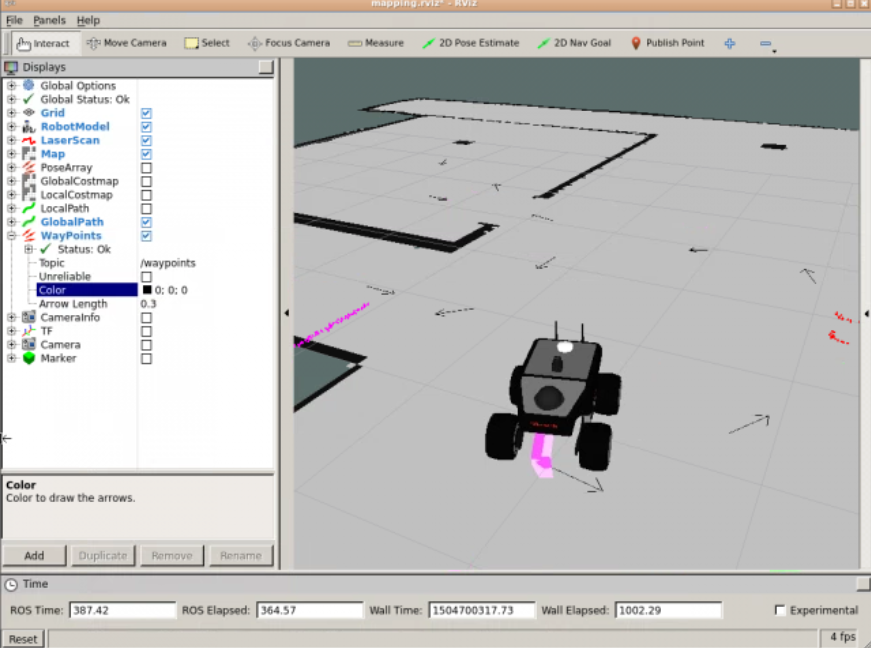 mapping.rviz* - RViz
File Panels Help
Interact Move Camera Select Focus Camera Measure 2D Pose Estimate 2D Nav Goal Publish Point
Displays
Global Options
Global Status: Ok
Grid
RobotModel
LaserScan
Map
PoseArray
GlobalCostmap
LocalCostmap
LocalPath
GlobalPath
WayPoints
Status: Ok
Topic /waypoints
Unreliable
Color 0; 0; 0
Arrow Length 0.3
CameraInfo
TF
Camera
Marker
Color
Color to draw the arrows.
Add Duplicate Remove Rename
Time
ROS Time: 387.42 ROS Elapsed: 364.57 Wall Time: 1504700317.73 Wall Elapsed: 1002.29 Experimental
Reset 4 fps